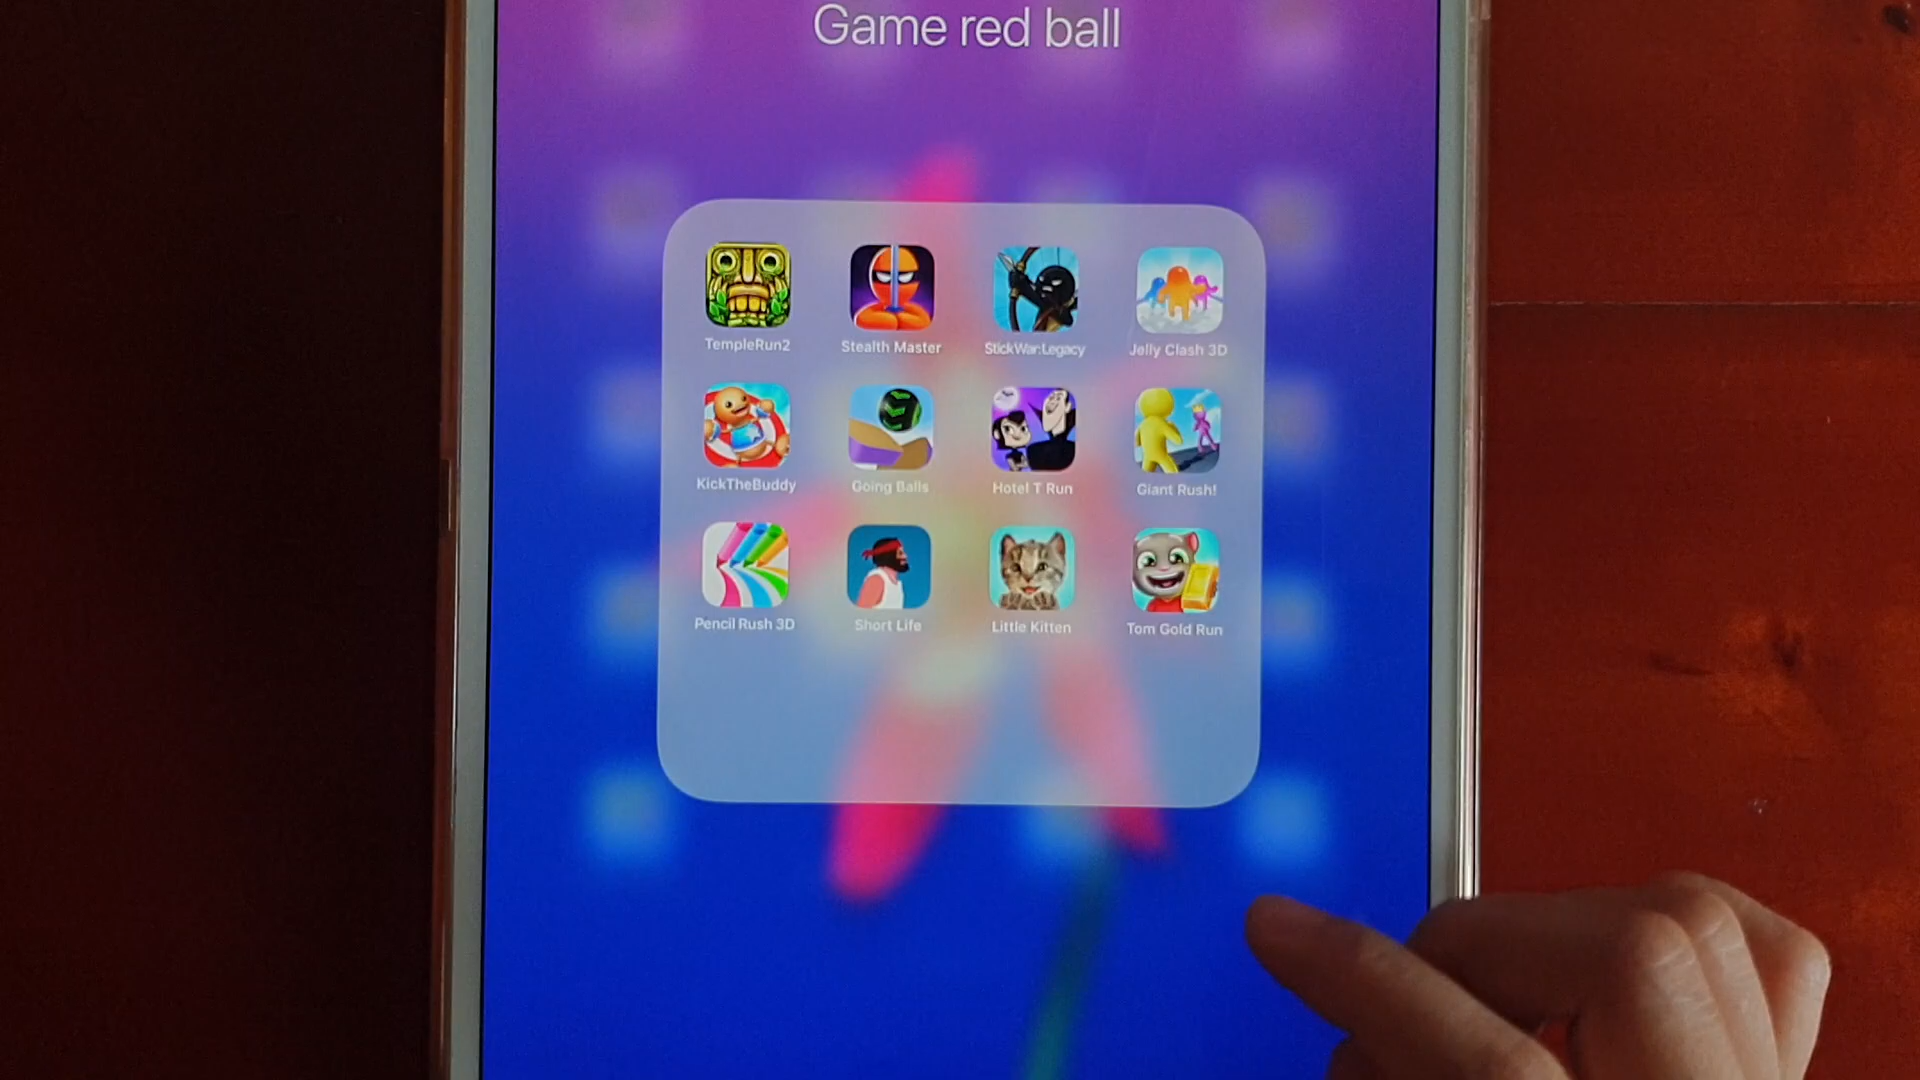 Game red ball
TempleRun2
Stealth Master
StickWar:Legacy
Jelly Clash 3D
KickTheBuddy
Going Balls
Hotel T Run
Giant Rush!
Pencil Rush 3D
Short Life
Little Kitten
Tom Gold Run